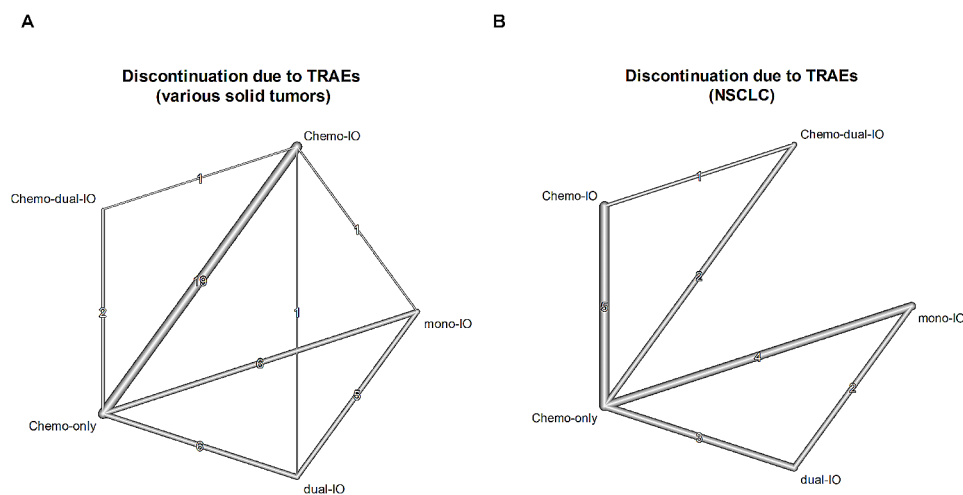 A
Discontinuation due to TRAEs
(various solid tumors)
Chemo-IO
1
Chemo-dual-IO
1
19
2
1
mono-IO
6
5
Chemo-only
6
dual-IO
B
Discontinuation due to TRAEs
(NSCLC)
Chemo-dual-IO
1
Chemo-IO
2
5
mono-IO
4
2
Chemo-only
3
dual-IO